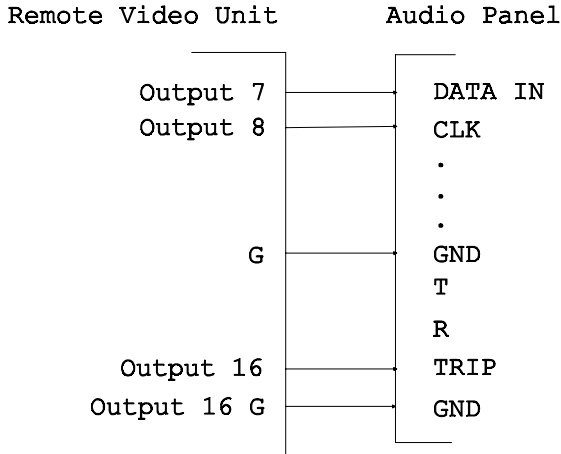 Remote Video Unit Audio Panel
Output 7 DATA IN
Output 8 CLK
.
.
.
G GND
T
R
Output 16 TRIP
Output 16 G GND